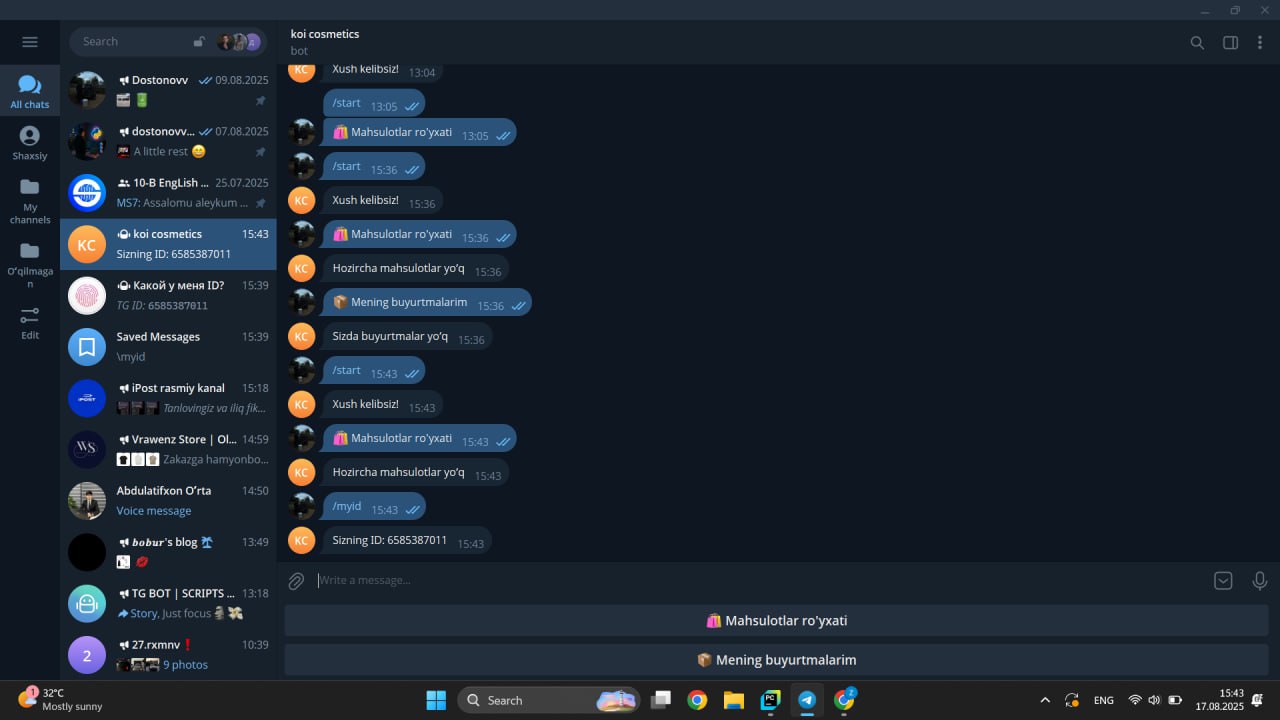 Search
All chats
Shaxsiy
My channels
Oʻqilmagan
Edit
Dostonovv 09.08.2025
dostonovv... 07.08.2025
A little rest 😊
10-B EngLish ... 25.07.2025
MS7: Assalomu aleykum ...
KC
koi cosmetics 15:43
Sizning ID: 6585387011
Какой у меня ID? 15:39
TG ID: 6585387011
Saved Messages 15:39
\myid
iPost rasmiy kanal 15:18
Tanlovingiz va iliq fik...
Vrawenz Store | Ol... 14:59
Zakazga hamyonbo...
Abdulatifxon Oʻrta 14:50
Voice message
bobur's blog 🏝 13:49
💋
TG BOT | SCRIPTS ... 13:18
Story, Just focus 🗿💸
2
27.rxmnv❗ 10:39
9 photos
koi cosmetics
bot
KC
Xush kelibsiz! 13:04
/start 13:05
🛍 Mahsulotlar ro'yxati 13:05
/start 15:36
KC
Xush kelibsiz! 15:36
🛍 Mahsulotlar ro'yxati 15:36
KC
Hozircha mahsulotlar yoʻq 15:36
📦 Mening buyurtmalarim 15:36
KC
Sizda buyurtmalar yoʻq 15:36
/start 15:43
KC
Xush kelibsiz! 15:43
🛍 Mahsulotlar ro'yxati 15:43
KC
Hozircha mahsulotlar yoʻq 15:43
/myid 15:43
KC
Sizning ID: 6585387011 15:43
Write a message...
🛍 Mahsulotlar ro'yxati
📦 Mening buyurtmalarim
1
32°C
Mostly sunny
Search
PC
Z
ENG
15:43
17.08.2025